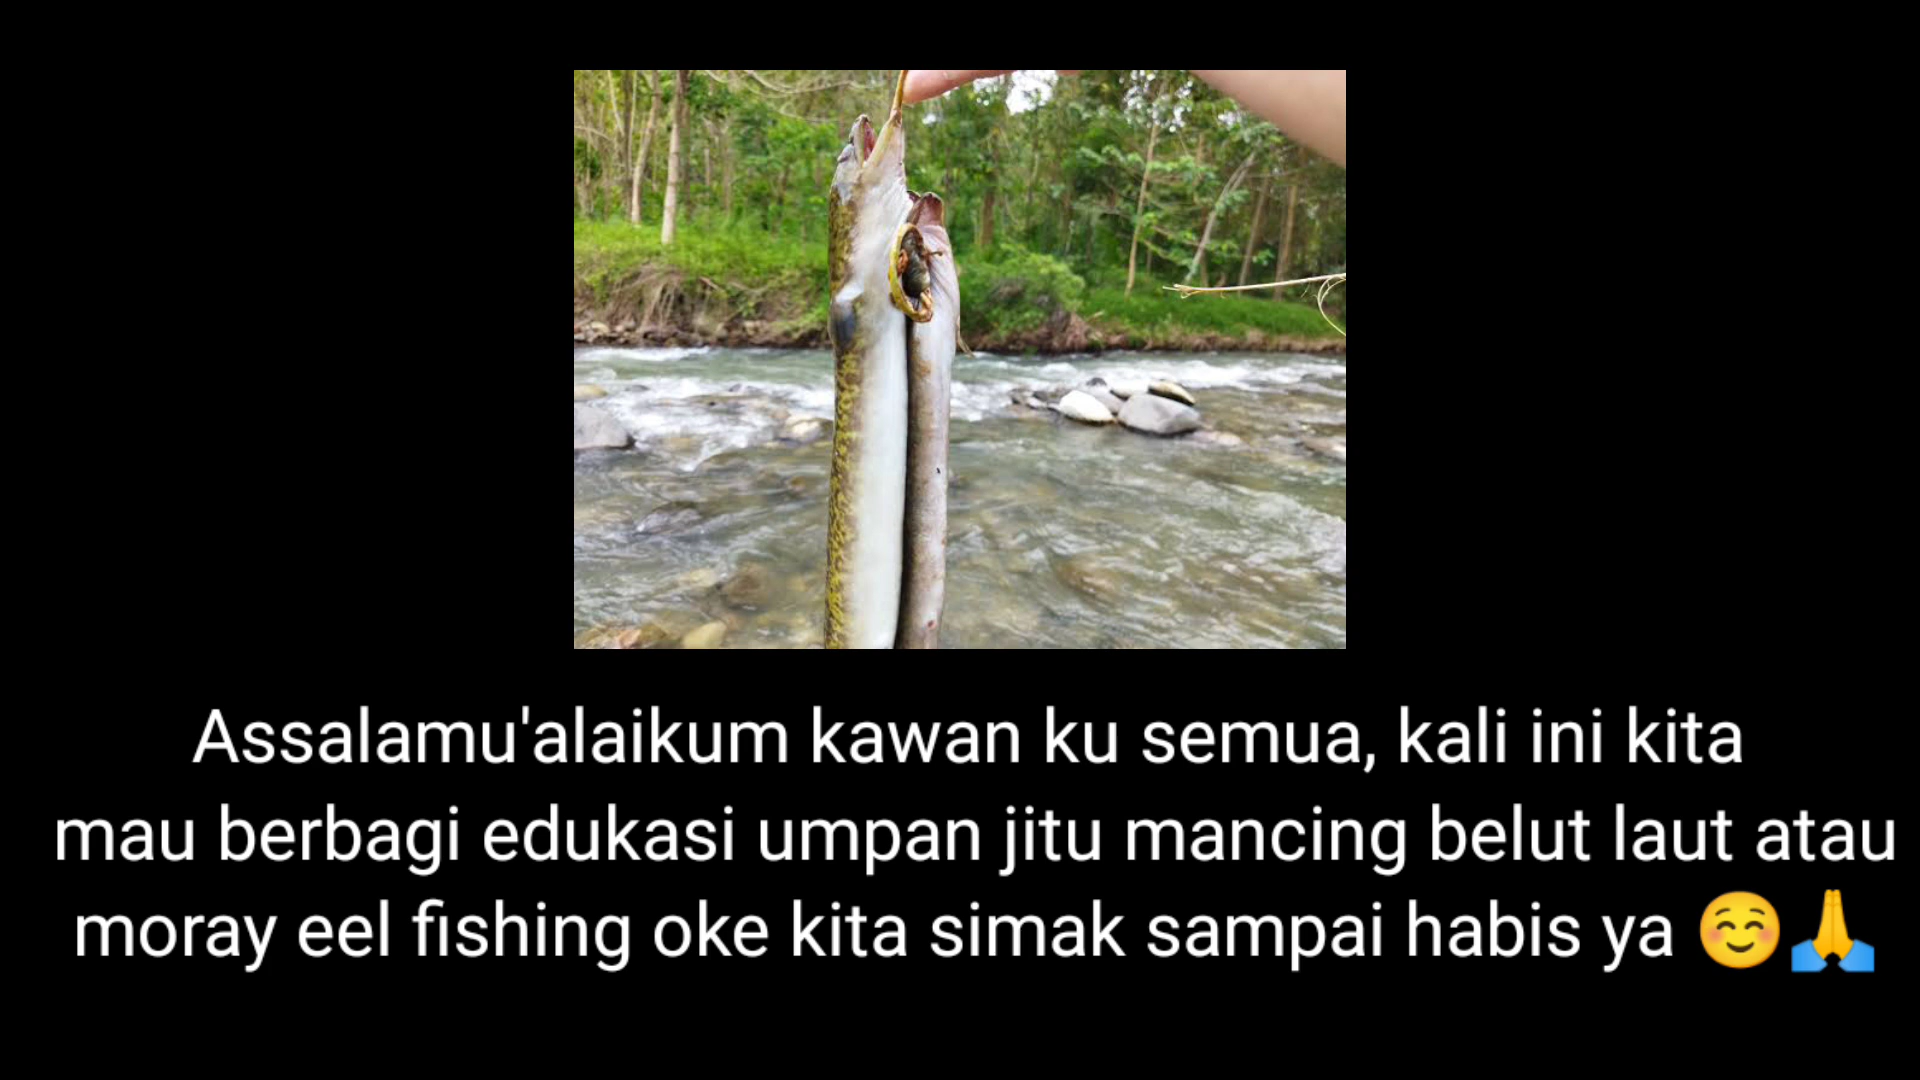 Assalamu'alaikum kawan ku semua, kali ini kita
mau berbagi edukasi umpan jitu mancing belut laut atau
moray eel fishing oke kita simak sampai habis ya ☺️🙏